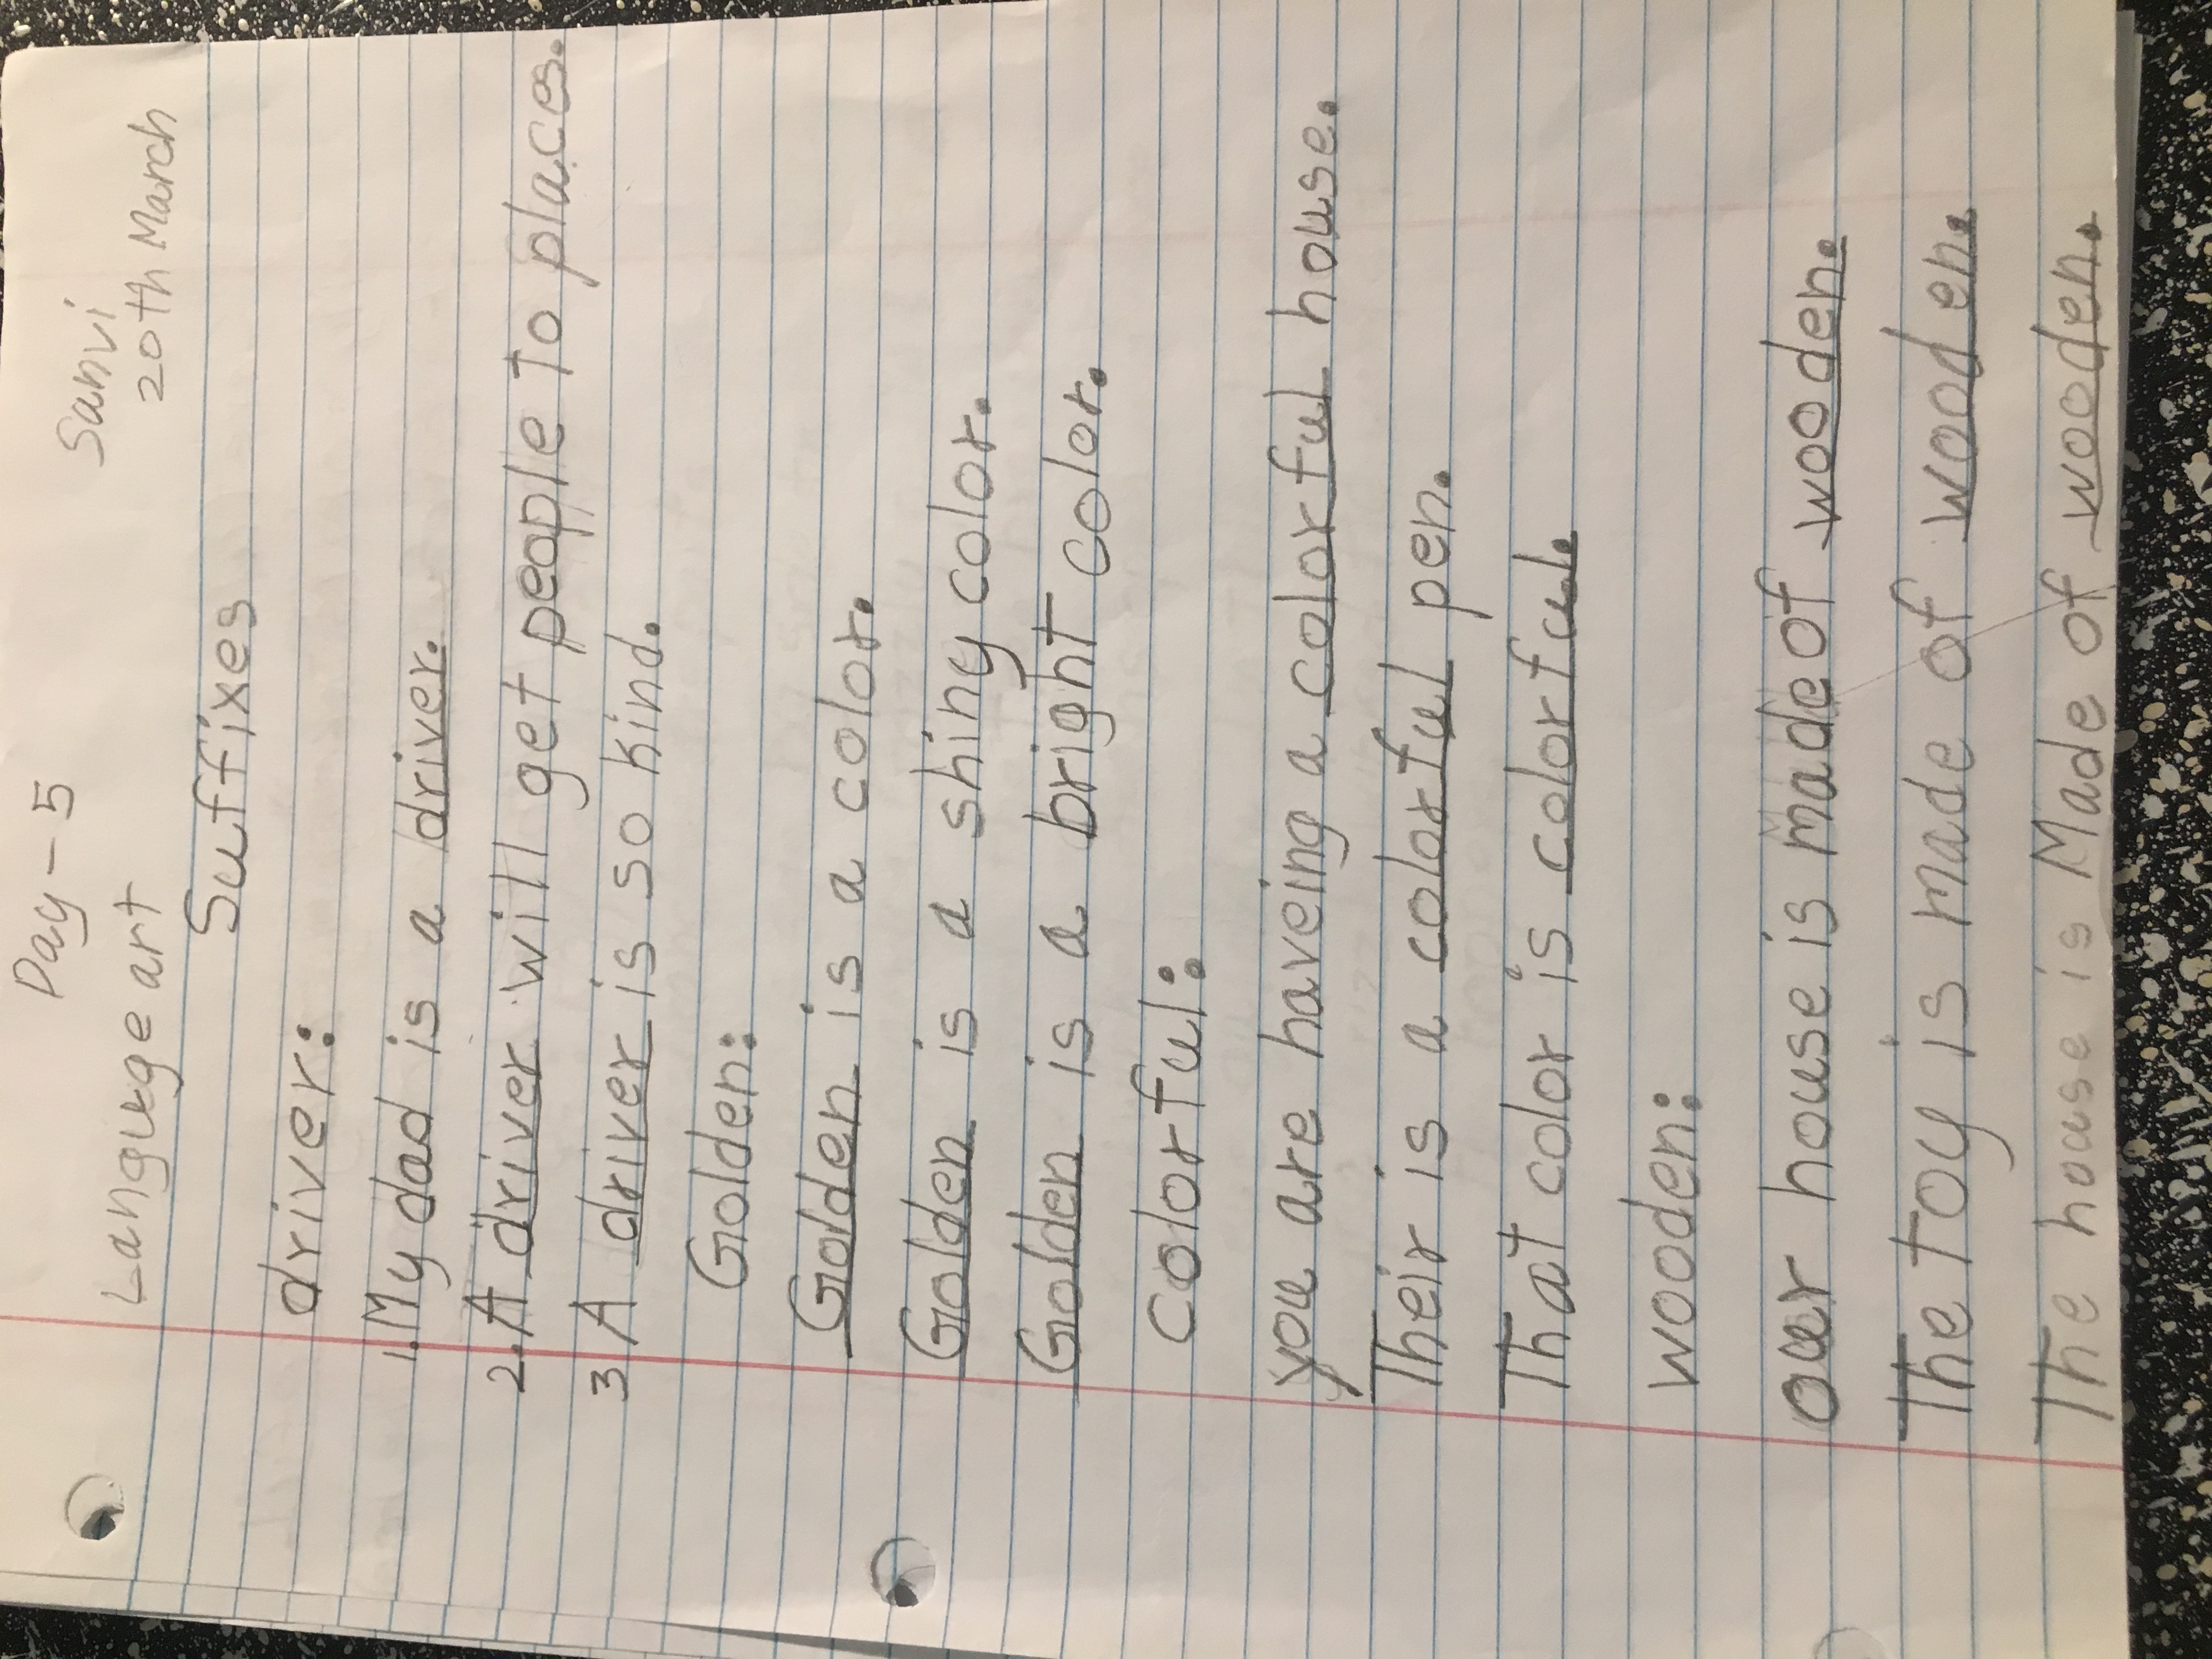 Day - 5
Sanvi
Languge art
20th March
Suffixes
driver:
1. My dad is a driver.
2. A driver will get people to places.
3 A driver is so kind.
Golden:
Golden is a color.
Golden is a shiny color.
Golden is a bright color.
colorful:
you are haveing a colorful house.
Their is a colorful pen.
That color is colorful.
wooden:
our house is made of wooden.
The toy is made of wooden.
The house is Made of wooden.